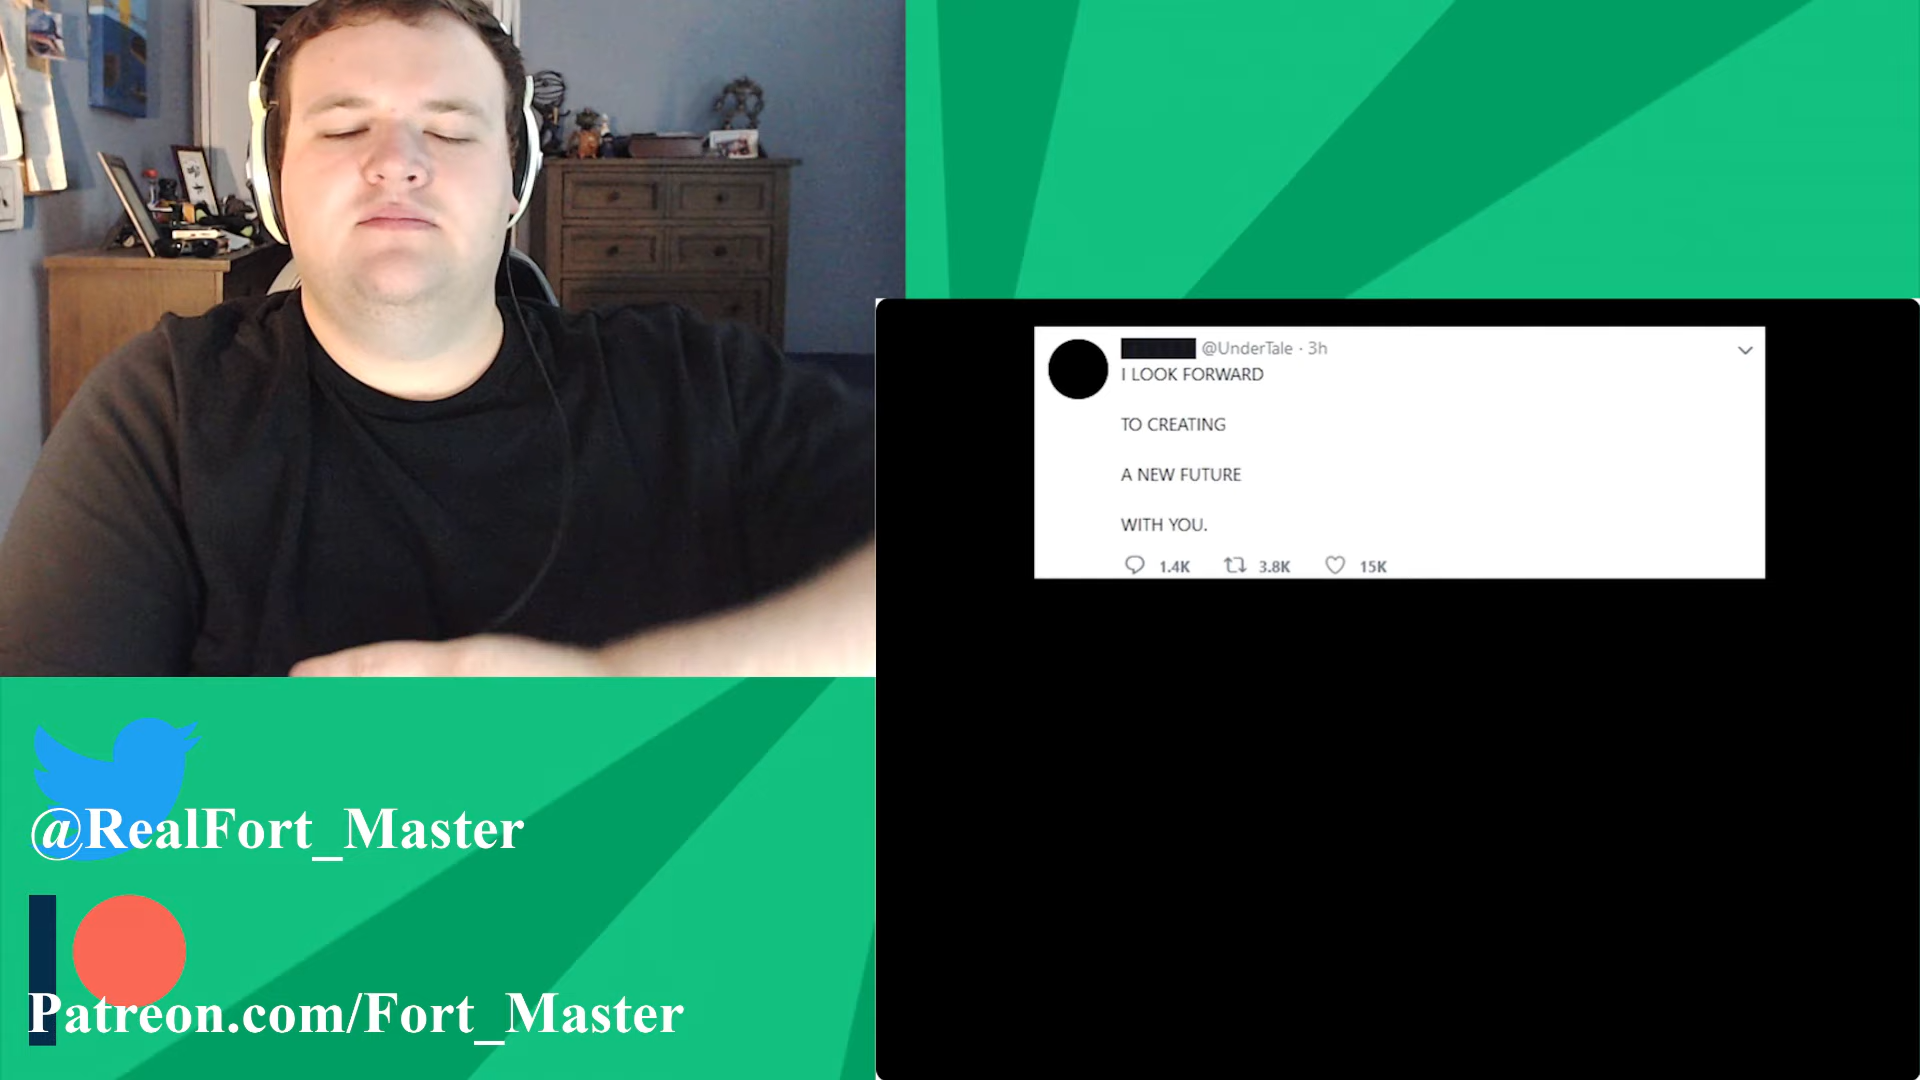 @UnderTale · 3h
I LOOK FORWARD
TO CREATING
A NEW FUTURE
WITH YOU.
1.4K 3.8K 15K
@RealFort_Master
Patreon.com/Fort_Master